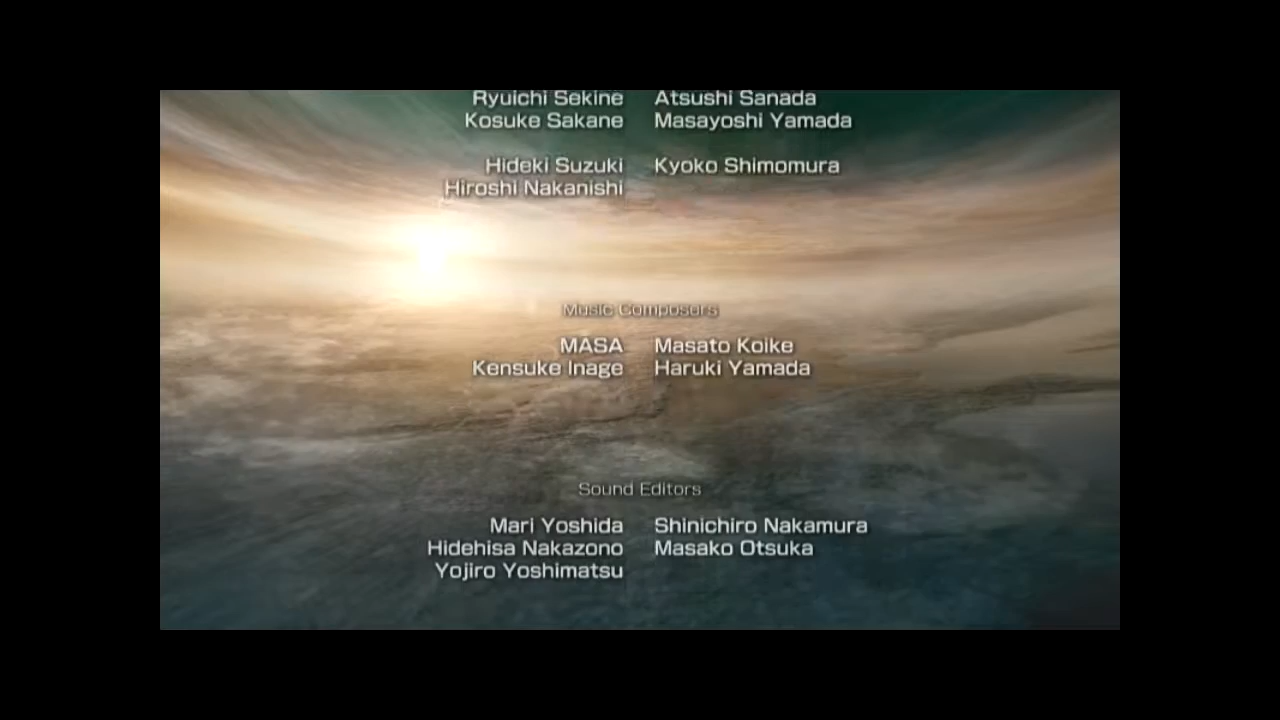 Ryuichi Sekine Atsushi Sanada
Kosuke Sakane Masayoshi Yamada
Hideki Suzuki Kyoko Shimomura
Hiroshi Nakanishi
Music Composers
MASA Masato Koike
Kensuke Inage Haruki Yamada
Sound Editors
Mari Yoshida Shinichiro Nakamura
Hidehisa Nakazono Masako Otsuka
Yojiro Yoshimatsu